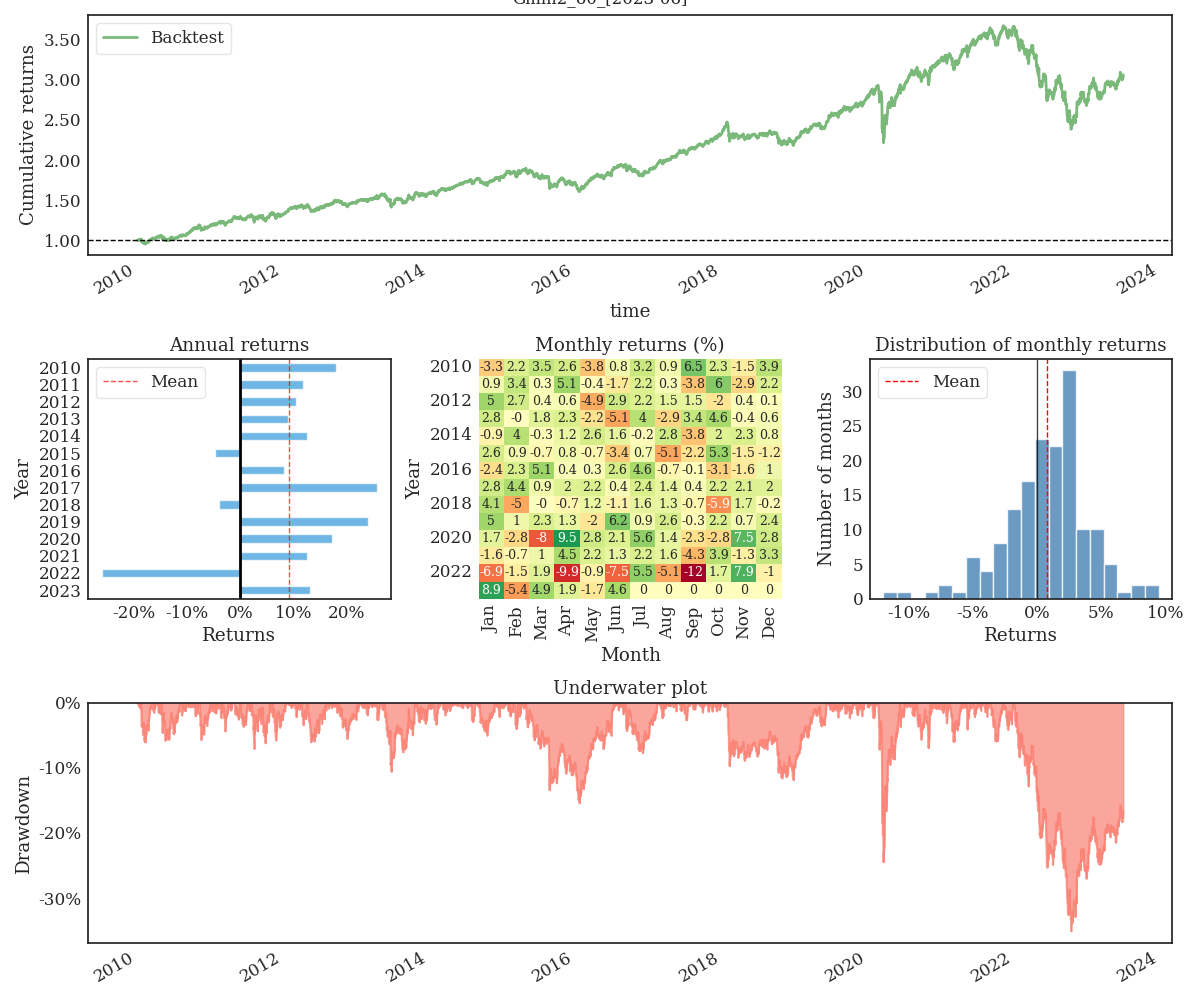 Backtest
Cumulative returns
3.50
3.00
2.50
2.00
1.50
1.00
2010 2012 2014 2016 2018 2020 2022 2024
time
Annual returns
Mean
Year
2010
2011
2012
2013
2014
2015
2016
2017
2018
2019
2020
2021
2022
2023
-20% -10% 0% 10% 20%
Returns
Monthly returns (%)
Year
2010 -3.3 2.2 3.5 2.6 -3.8 0.8 3.2 0.9 6.5 2.3 -1.5 3.9
0.9 3.4 0.3 5.1 -0.4 -1.7 2.2 0.3 -3.8 6 -2.9 2.2
2012 5 2.7 0.4 0.6 -4.9 2.9 2.2 1.5 1.5 -2 0.4 0.1
2.8 -0 1.8 2.3 -2.2 -5.1 4 -2.9 3.4 4.6 -0.4 0.6
2014 -0.9 4 -0.3 1.2 2.6 1.6 -0.2 2.8 -3.8 2 2.3 0.8
2.6 0.9 -0.7 0.8 -0.7 -3.4 0.7 -5.1 -2.2 5.3 -1.5 -1.2
2016 -2.4 2.3 5.1 0.4 0.3 2.6 4.6 -0.7 -0.1 -3.1 1.6 1
2.8 4.4 0.9 2 2.2 0.4 2.4 1.4 0.4 2.2 2.1 2
2018 4.1 -5 -0 -0.7 1.2 -1.1 1.6 1.3 -0.7 -5.9 1.7 -0.2
5 1 2.3 1.3 -2 6.2 0.9 2.6 -0.3 2.2 0.7 2.4
2020 1.7 -2.8 -8 9.5 2.8 2.1 5.6 1.4 -2.3 -2.8 7.5 2.8
-1.6 -0.7 1 4.5 2.2 1.3 2.2 1.6 -4.3 3.9 -1.3 3.3
2022 -6.9 -1.5 1.9 -9.9 -0.9 -7.5 5.5 -5.1 -12 1.7 7.9 -1
8.9 -5.4 4.9 1.9 -1.7 4.6 0 0 0 0 0 0
Jan Feb Mar Apr May Jun Jul Aug Sep Oct Nov Dec
Month
Distribution of monthly returns
Mean
Number of months
30
25
20
15
10
5
0
-10% -5% 0% 5% 10%
Returns
Underwater plot
Drawdown
0%
-10%
-20%
-30%
2010 2012 2014 2016 2018 2020 2022 2024